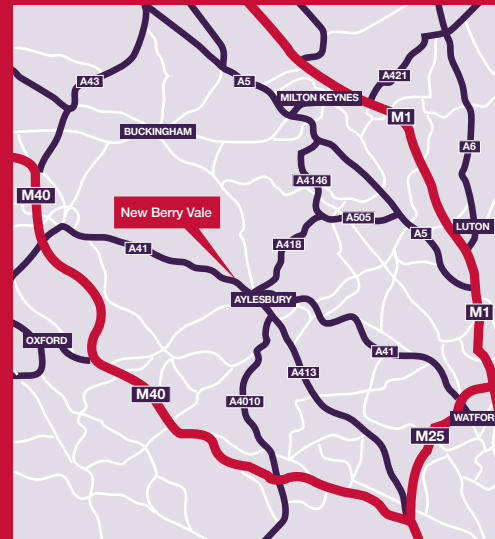 A43
A5
A421
MILTON KEYNES
M1
BUCKINGHAM
A6
A4146
M40
New Berry Vale
A505
LUTON
A41
A418
A5
AYLESBURY
M1
OXFORD
A41
A413
M40
A4010
WATFOR
M25